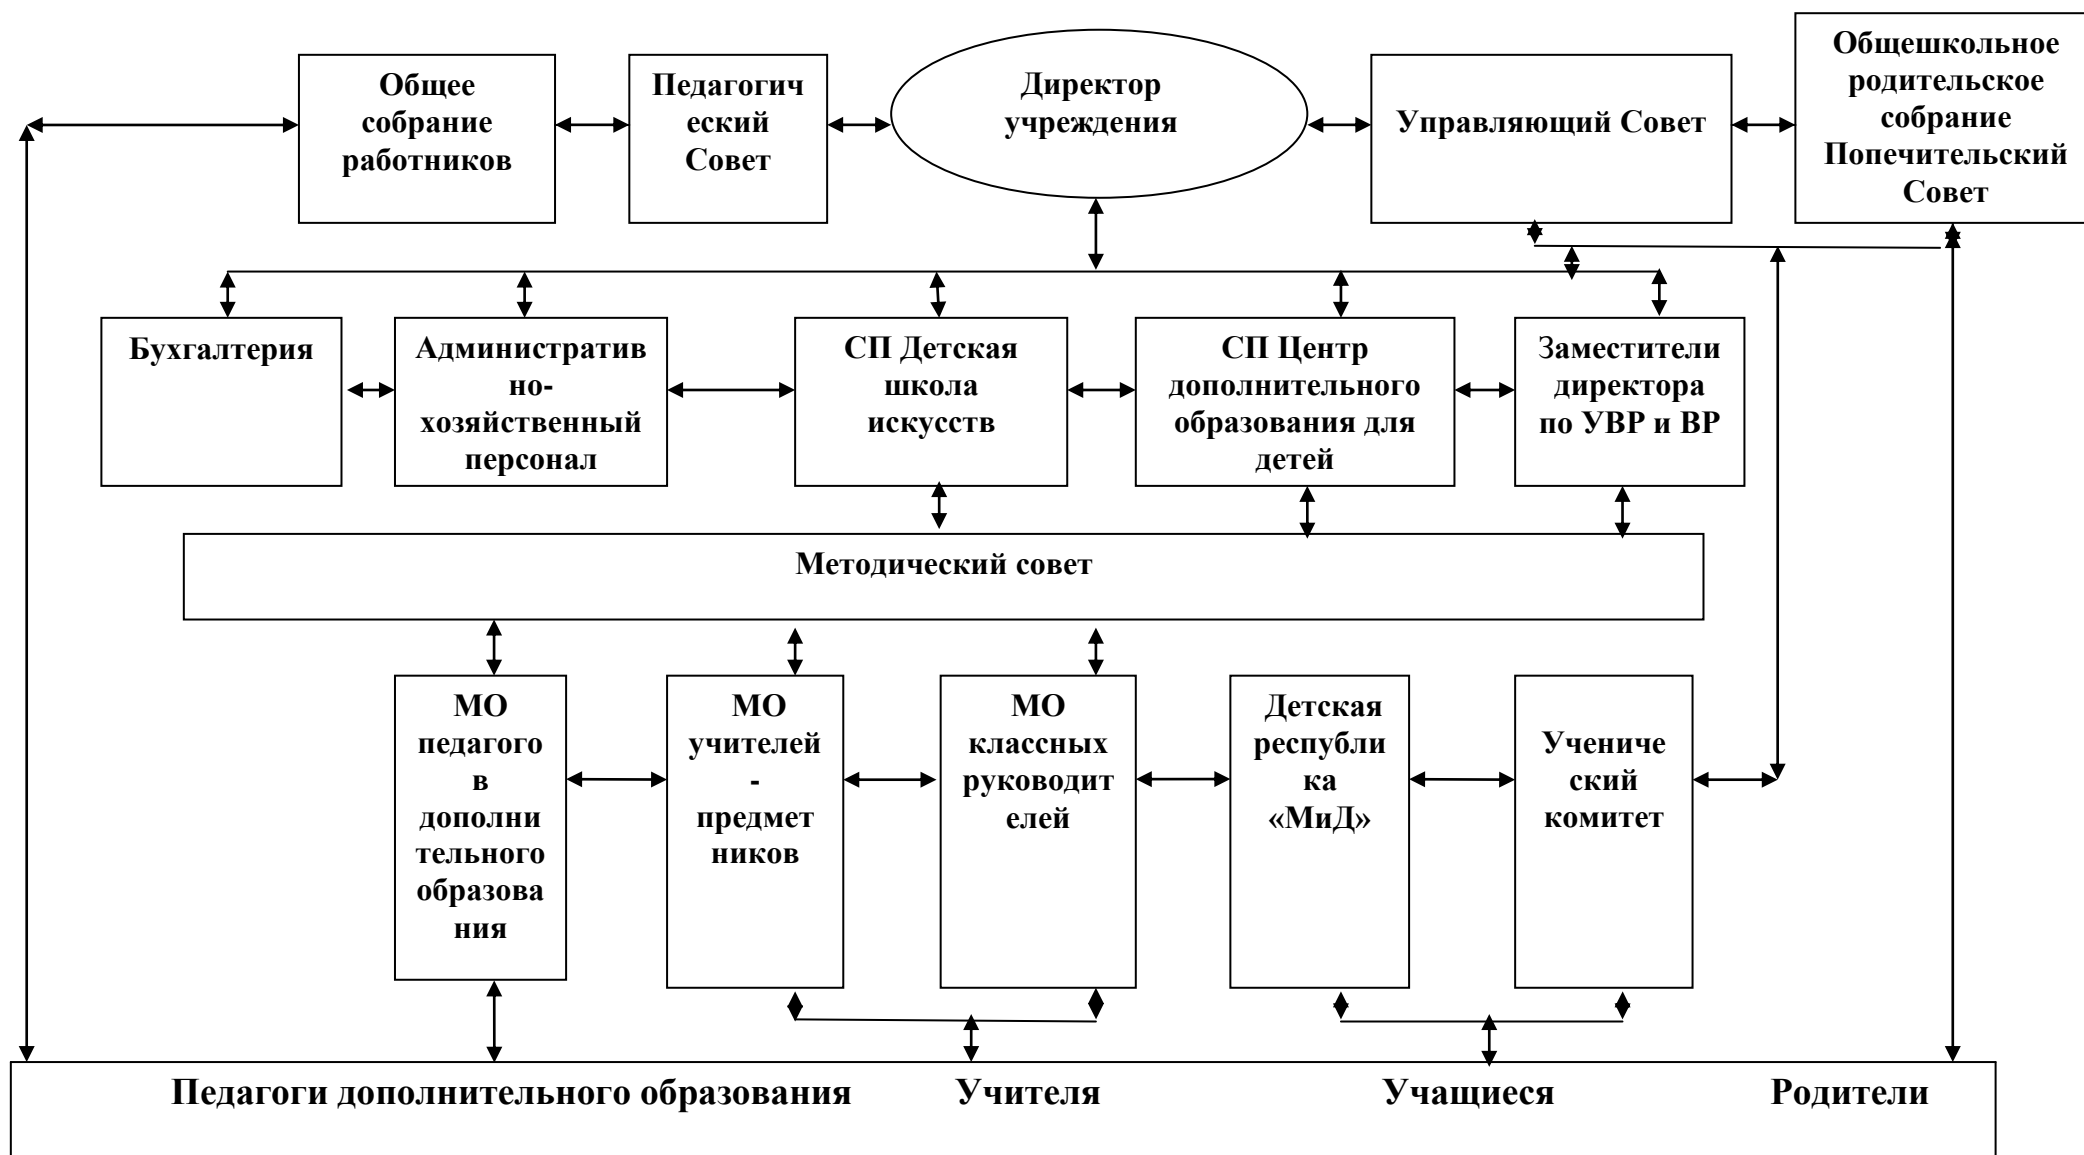 Общее
собрание
работников
Педагогич
еский
Совет
Директор
учреждения
Управляющий Совет
Общешкольное
родительское
собрание
Попечительский
Совет
Бухгалтерия
Административ
но-
хозяйственный
персонал
СП Детская
школа
искусств
СП Центр
дополнительного
образования для
детей
Заместители
директора
по УВР и ВР
Методический совет
МО
педагого
в
дополни
тельного
образова
ния
МО
учителей
-
предмет
ников
МО
классных
руководит
елей
Детская
республи
ка
«МиД»
Учениче
ский
комитет
Педагоги дополнительного образования Учителя Учащиеся Родители